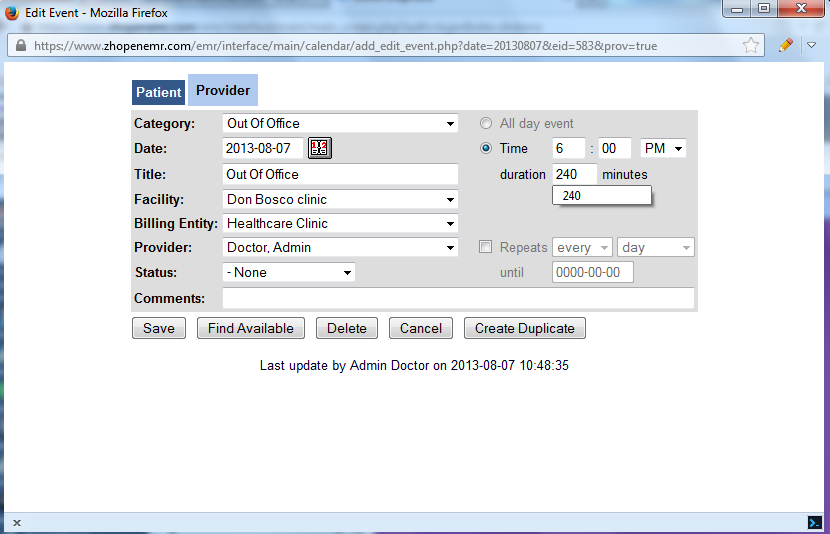 Edit Event - Mozilla Firefox
https://www.zhopenemr.com/emr/interface/main/calendar/add_edit_event.php?date=20130807&eid=583&prov=true
Patient Provider
Category: Out Of Office All day event
Date: 2013-08-07 Time 6 : 00 PM
Title: Out Of Office duration 240 minutes
240
Facility: Don Bosco clinic
Billing Entity: Healthcare Clinic
Provider: Doctor, Admin Repeats every day
Status: - None until 0000-00-00
Comments:
Save Find Available Delete Cancel Create Duplicate
Last update by Admin Doctor on 2013-08-07 10:48:35